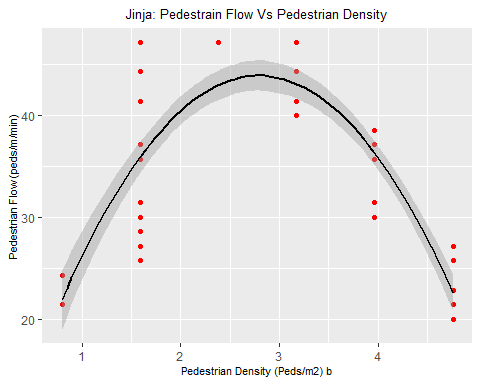 Jinja: Pedestrain Flow Vs Pedestrian Density
Pedestrian Flow (peds/m/min)
40
30
20
1 2 3 4
Pedestrian Density (Peds/m2) b